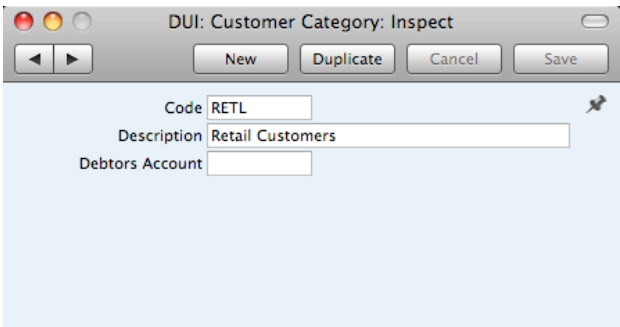 DUI: Customer Category: Inspect
New Duplicate Cancel Save
Code RETL
Description Retail Customers
Debtors Account